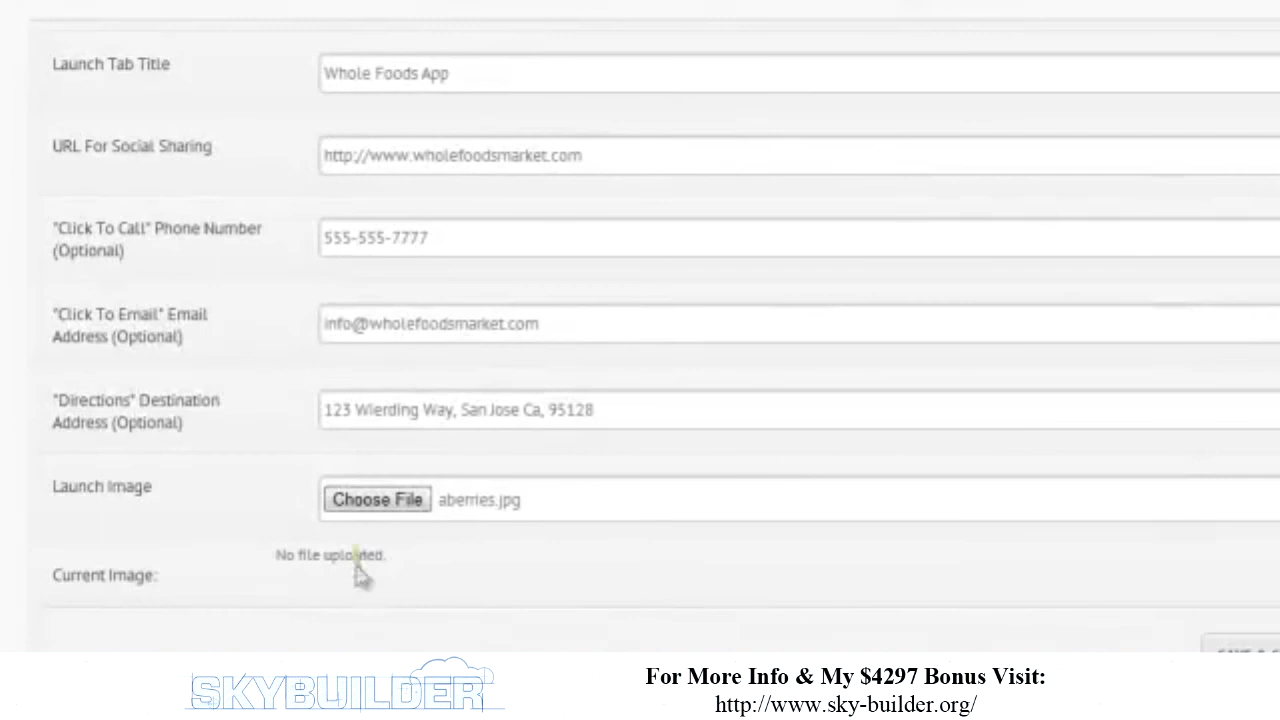 Launch Tab Title
Whole Foods App
URL For Social Sharing
http://www.wholefoodsmarket.com
"Click To Call" Phone Number
(Optional)
555-555-7777
"Click To Email" Email
Address (Optional)
info@wholefoodsmarket.com
"Directions" Destination
Address (Optional)
123 Wierding Way, San Jose Ca, 95128
Launch Image
Choose File aberries.jpg
No file uploaded.
Current Image:
SKYBUILDER
For More Info & My $4297 Bonus Visit:
http://www.sky-builder.org/